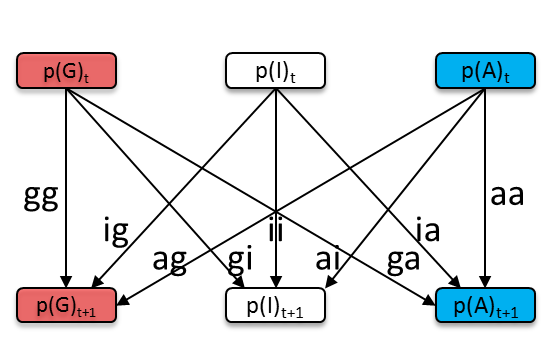 p(G)t p(I)t p(A)t
gg aa
ig ii ia
ag gi ai ga
p(G)t+1 p(I)t+1 p(A)t+1